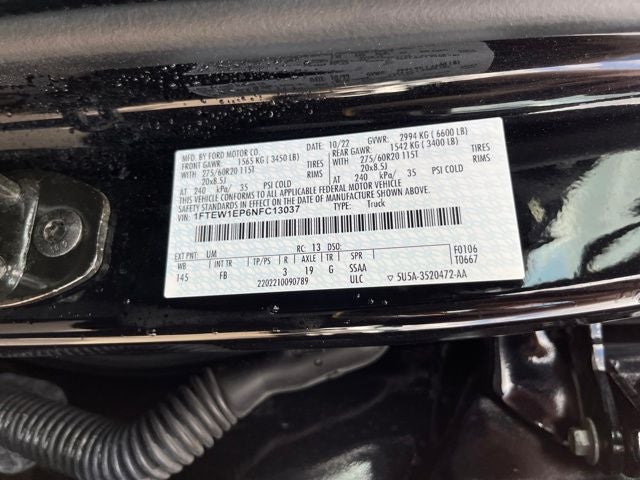 MFD. BY FORD MOTOR CO. 10/22 GVWR: 2994 KG ( 6600 LB)
FRONT GAWR: 1565 KG ( 3450 LB) REAR GAWR: 1542 KG ( 3400 LB)
WITH 275/60R20 115T TIRES WITH 275/60R20 115T TIRES
20x8.5J RIMS 20x8.5J RIMS
AT 240 kPa/ 35 PSI COLD AT 240 kPa/ 35 PSI COLD
THIS VEHICLE CONFORMS TO ALL APPLICABLE FEDERAL MOTOR VEHICLE
SAFETY STANDARDS IN EFFECT ON THE DATE OF MANUFACTURE SHOWN ABOVE.
VIN: 1FTEW1EP6NFC13037 TYPE: Truck
EXT PNT: UM RC: 13 DSO: F0106
WB INT TR TP/PS R AXLE TR SPR T0667
145 FB 3 19 G SSAA
2202210090789 ULC 5U5A-3520472-AA